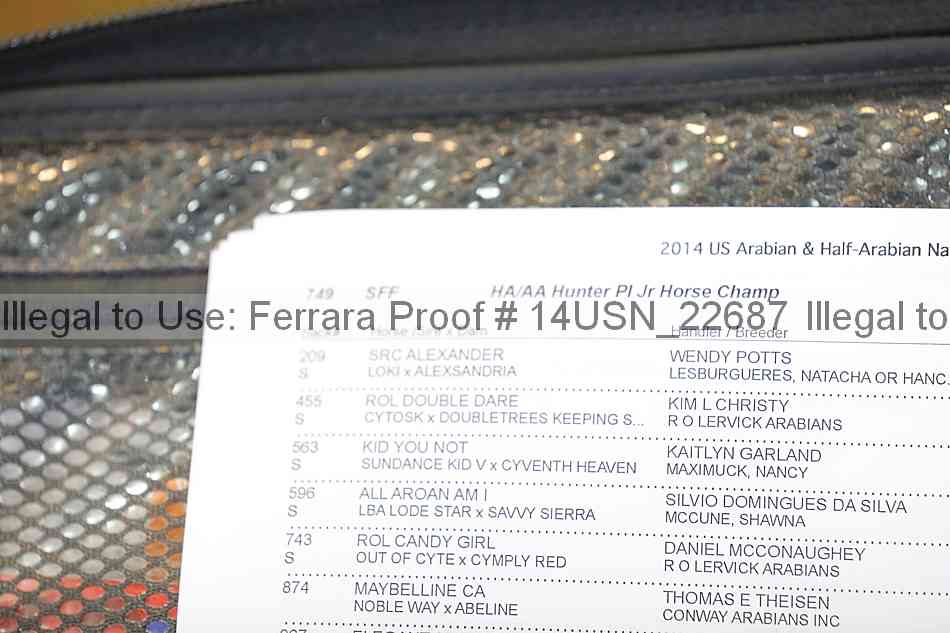 2014 US Arabian & Half-Arabian Na
749 SFF HA/AA Hunter Pl Jr Horse Champ
Illegal to Use: Ferrara Proof # 14USN_22687 Illegal to
Handler / Breeder
209 SRC ALEXANDER WENDY POTTS
S LOKI x ALEXSANDRIA LESBURGUERES, NATACHA OR HANC.
455 ROL DOUBLE DARE KIM L CHRISTY
S CYTOSK x DOUBLETREES KEEPING S... R O LERVICK ARABIANS
563 KID YOU NOT KAITLYN GARLAND
S SUNDANCE KID V x CYVENTH HEAVEN MAXIMUCK, NANCY
596 ALL AROAN AM I SILVIO DOMINGUES DA SILVA
S LBA LODE STAR x SAVVY SIERRA MCCUNE, SHAWNA
743 ROL CANDY GIRL DANIEL MCCONAUGHEY
S OUT OF CYTE x CYMPLY RED R O LERVICK ARABIANS
874 MAYBELLINE CA THOMAS E THEISEN
NOBLE WAY x ABELINE CONWAY ARABIANS INC